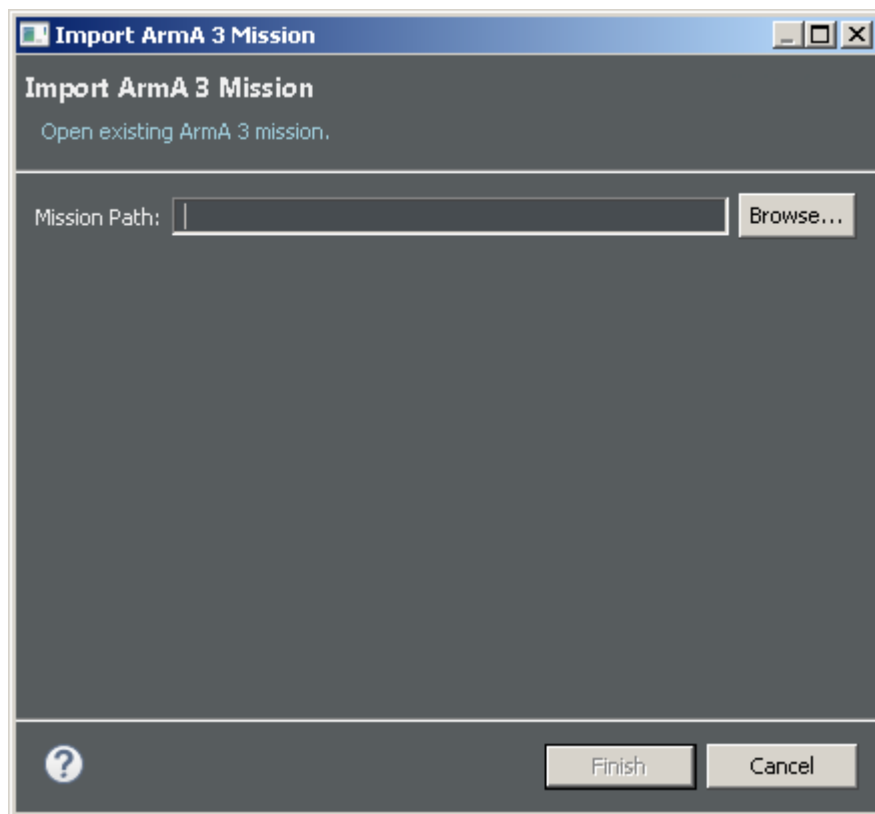 Import ArmA 3 Mission
Import ArmA 3 Mission
Open existing ArmA 3 mission.
Mission Path: Browse...
? Finish Cancel